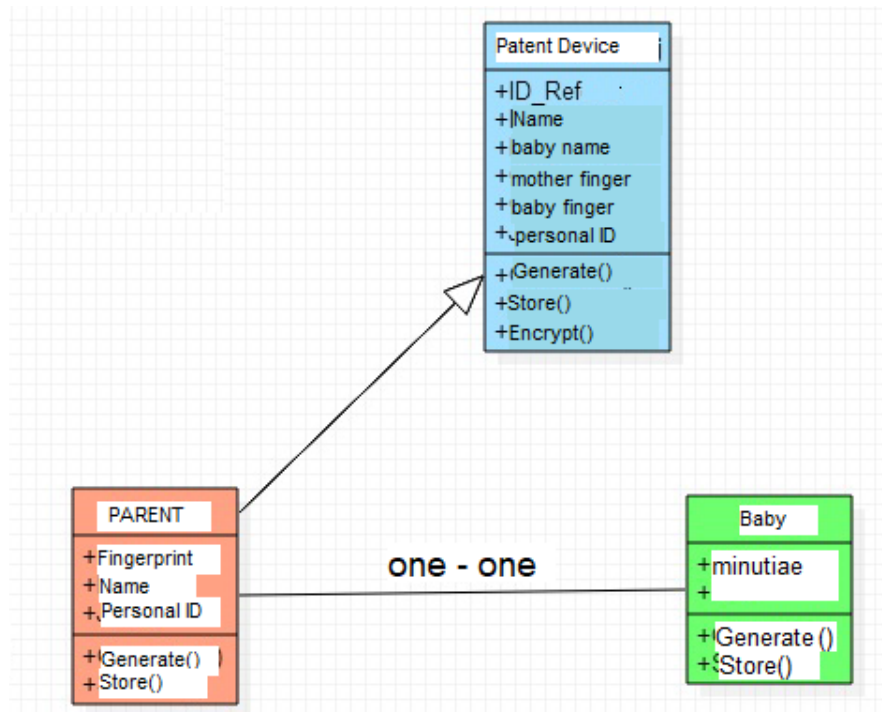 Patent Device
+ID_Ref
+Name
+baby name
+mother finger
+baby finger
+personal ID
+Generate()
+Store()
+Encrypt()
PARENT
+Fingerprint
+Name
+Personal ID
+Generate()
+Store()
one - one
Baby
+minutiae
+
+Generate ()
+Store()